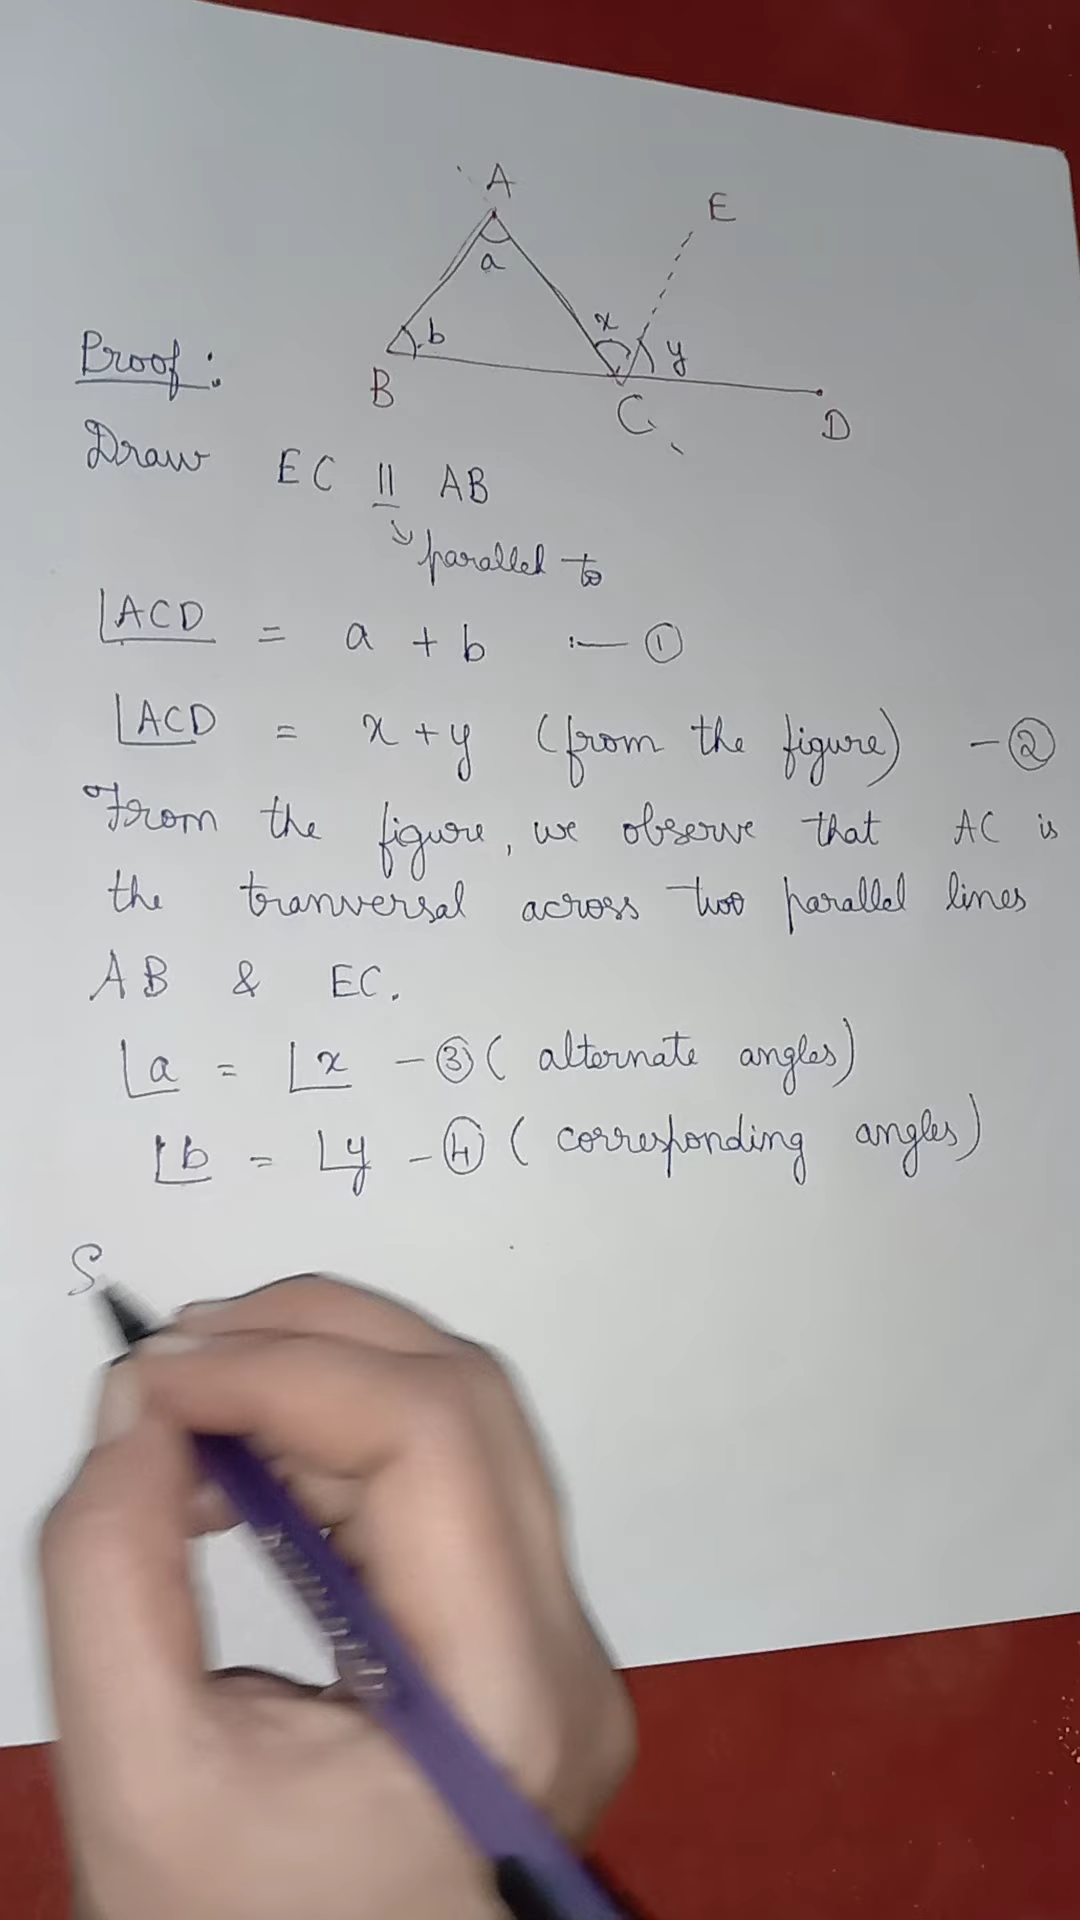 A
E
a
x
b
y
Proof :
B
C
D
Draw EC || AB
parallel to
∠ACD = a + b :— ①
∠ACD = x + y (from the figure) - ②
From the figure, we observe that AC is
the tranversal across two parallel lines
AB & EC.
∠a = ∠x - ③ ( alternate angles)
∠b = ∠y - ④ ( corresponding angles)
S